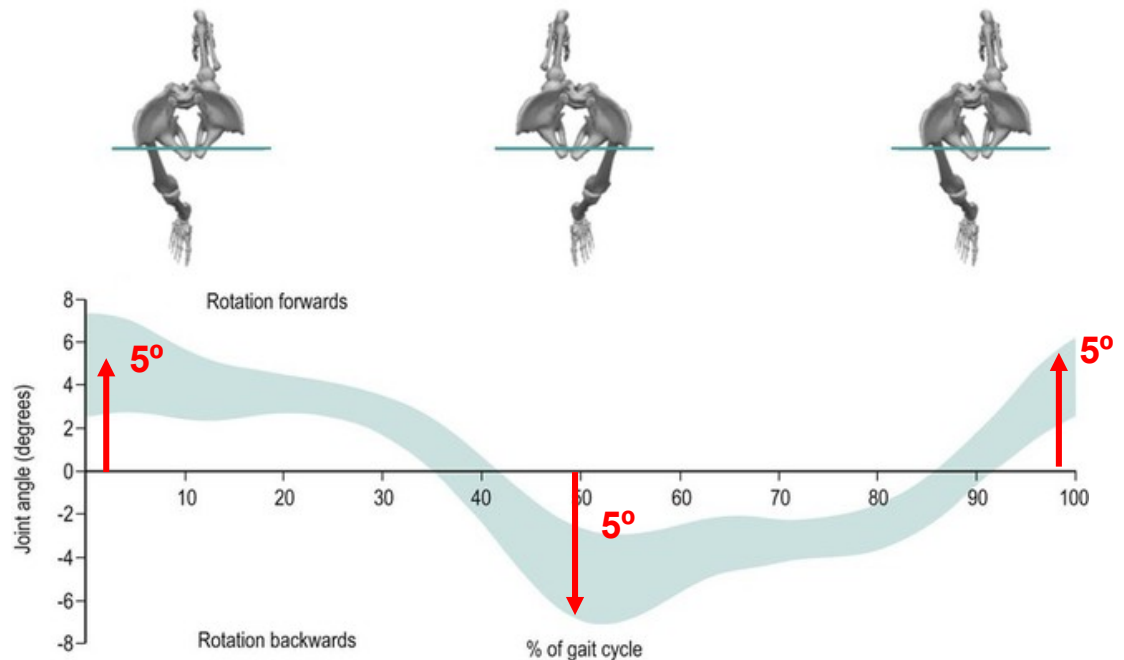 Rotation forwards
8
6
4
2
0
-2
-4
-6
-8
Joint angle (degrees)
5º
5º
5º
10
20
30
40
50
60
70
80
90
100
Rotation backwards
% of gait cycle